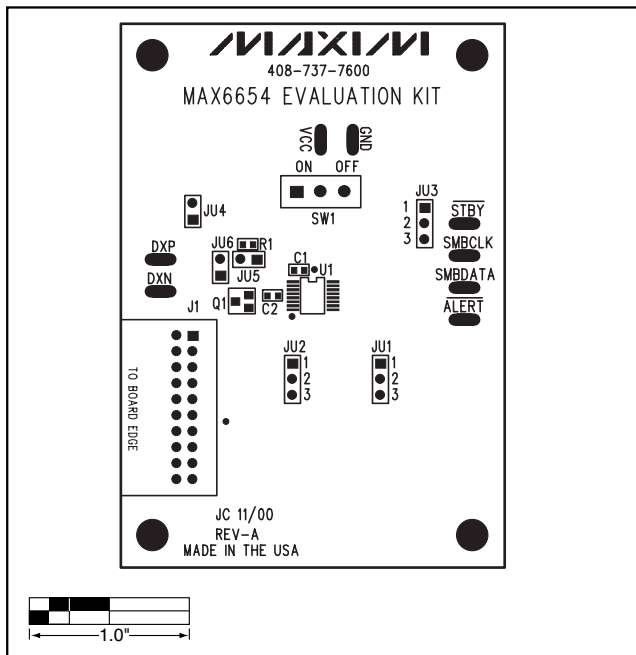 MAXIM
408-737-7600
MAX6654 EVALUATION KIT
VCC
GND
ON OFF
SW1
JU3
1
2
3
STBY
SMBCLK
SMBDATA
ALERT
JU4
DXP
DXN
JU6
R1
JU5
C1
U1
Q1
C2
J1
TO BOARD EDGE
JU2
1
2
3
JU1
1
2
3
JC 11/00
REV-A
MADE IN THE USA
1.0"